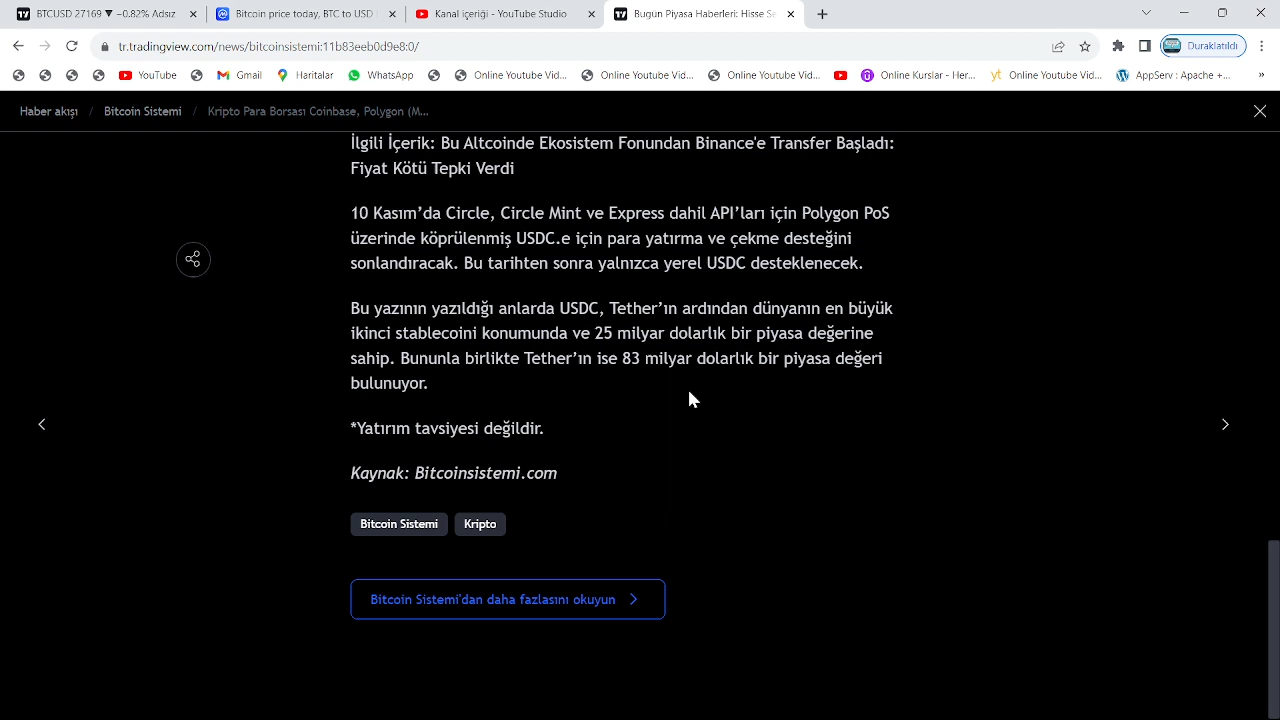 BTCUSD 27169 ▼ −0.82% Adsız
Bitcoin price today, BTC to USD
Kanal içeriği - YouTube Studio
Bugün Piyasa Haberleri: Hisse Se
tr.tradingview.com/news/bitcoinsistemi:11b83eeb0d9e8:0/
Duraklatıldı
YouTube
Gmail
Haritalar
WhatsApp
Online Youtube Vid...
Online Youtube Vid...
Online Youtube Vid...
Online Kurslar - Her...
Online Youtube Vid...
AppServ : Apache +...
»
Haber akışı / Bitcoin Sistemi / Kripto Para Borsası Coinbase, Polygon (M...
İlgili İçerik: Bu Altcoinde Ekosistem Fonundan Binance'e Transfer Başladı:
Fiyat Kötü Tepki Verdi
10 Kasım’da Circle, Circle Mint ve Express dahil API’ları için Polygon PoS
üzerinde köprülenmiş USDC.e için para yatırma ve çekme desteğini
sonlandıracak. Bu tarihten sonra yalnızca yerel USDC desteklenecek.
Bu yazının yazıldığı anlarda USDC, Tether’ın ardından dünyanın en büyük
ikinci stablecoini konumunda ve 25 milyar dolarlık bir piyasa değerine
sahip. Bununla birlikte Tether’ın ise 83 milyar dolarlık bir piyasa değeri
bulunuyor.
*Yatırım tavsiyesi değildir.
Kaynak: Bitcoinsistemi.com
Bitcoin Sistemi
Kripto
Bitcoin Sistemi'dan daha fazlasını okuyun